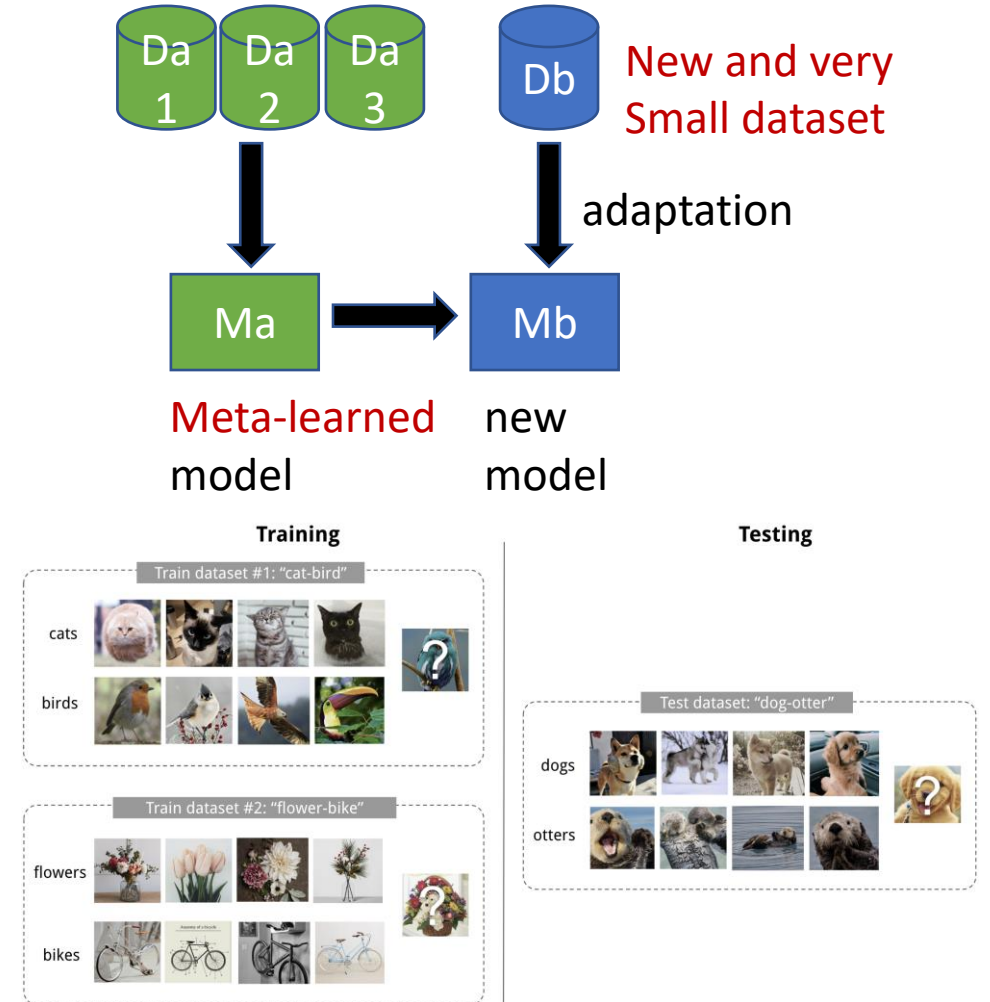 Da
1
Da
2
Da
3
Db
New and very
Small dataset
adaptation
Ma
Mb
Meta-learned
model
new
model
Training
Testing
Train dataset #1: "cat-bird"
cats
?
birds
Test dataset: "dog-otter"
dogs
?
otters
Train dataset #2: "flower-bike"
flowers
?
bikes